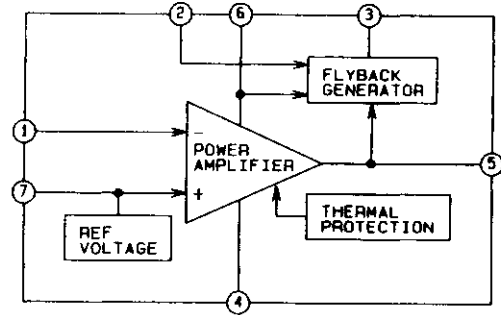 2
6
3
FLYBACK
GENERATOR
1
-
POWER
AMPLIFIER
5
7
+
REF
VOLTAGE
THERMAL
PROTECTION
4